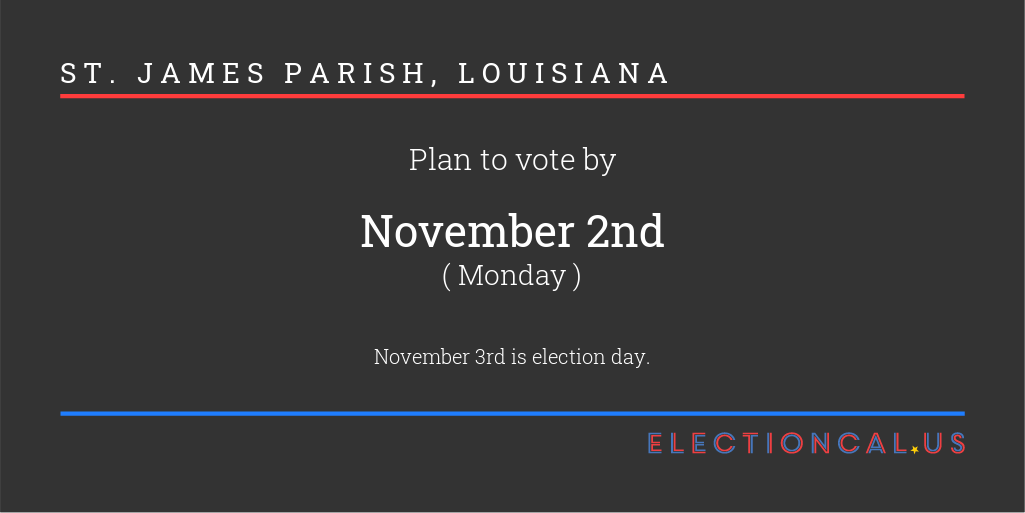 ST. JAMES PARISH, LOUISIANA
Plan to vote by
November 2nd
( Monday )
November 3rd is election day.
ELECTIONCAL.US